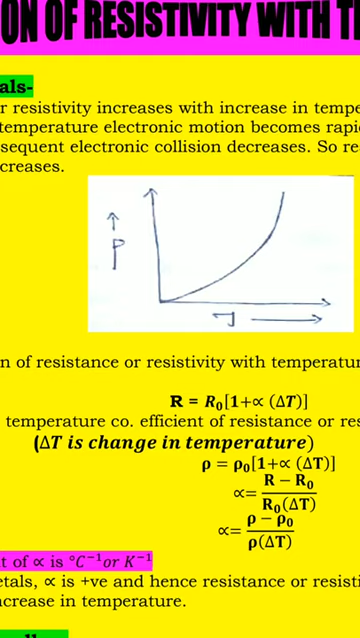 ON OF RESISTIVITY WITH TE
als-
r resistivity increases with increase in tempe
temperature electronic motion becomes rapid
sequent electronic collision decreases. So re
creases.
↑
ρ
T →
n of resistance or resistivity with temperatur
R = R₀[1+∝ (ΔT)]
temperature co. efficient of resistance or res
(ΔT is change in temperature)
ρ = ρ₀[1+∝ (ΔT)]
∝= R − R₀ / R₀(ΔT)
∝= ρ − ρ₀ / ρ(ΔT)
t of ∝ is °C⁻¹or K⁻¹
etals, ∝ is +ve and hence resistance or resisti
ncrease in temperature.